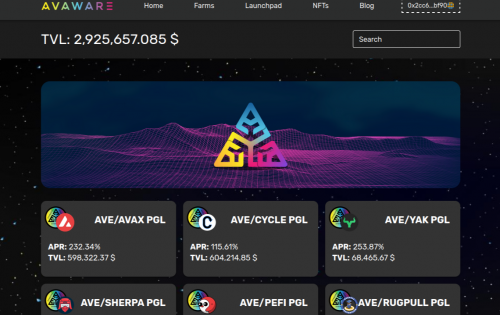 AVAWARE
Home Farms Launchpad NFTs Blog 0x2cc6...bf90
TVL: 2,925,657.085 $
Search
AVE/AVAX PGL AVE/CYCLE PGL AVE/YAK PGL
APR: 232.34% APR: 115.61% APR: 253.87%
TVL: 598,322.37 $ TVL: 604,214.85 $ TVL: 68,465.67 $
AVE/SHERPA PGL AVE/PEFI PGL AVE/RUGPULL PGL